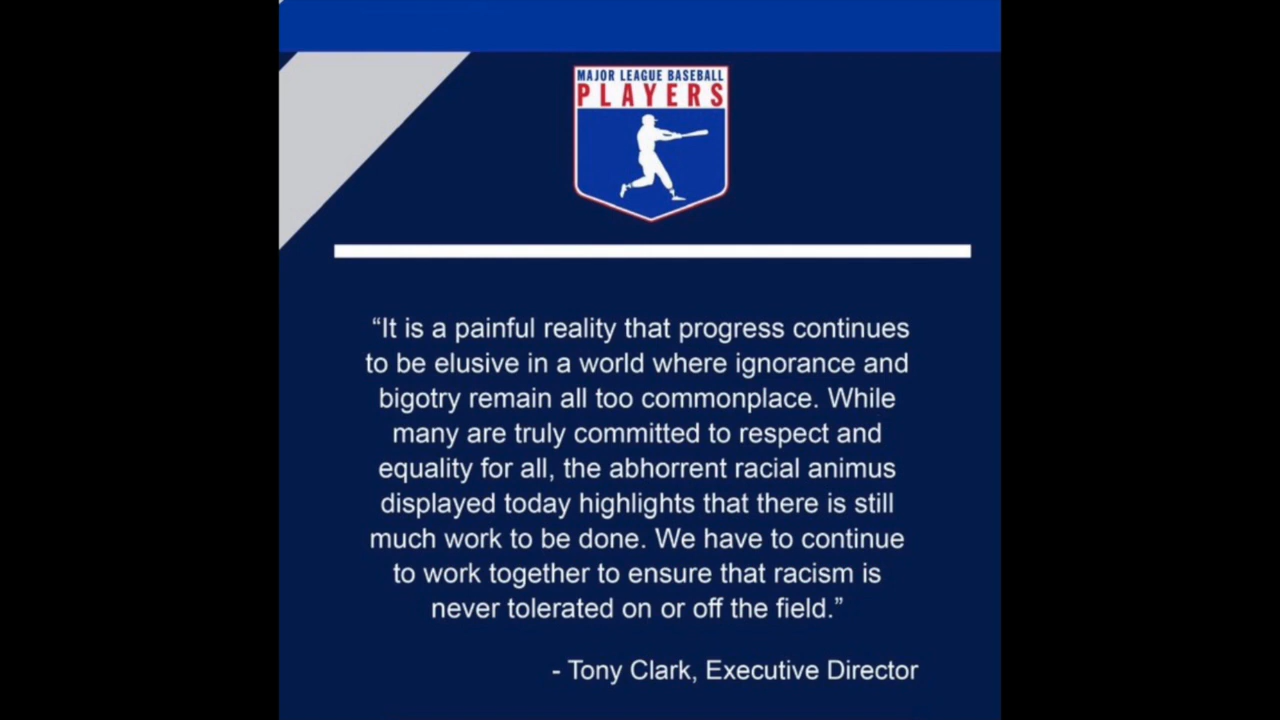 MAJOR LEAGUE BASEBALL
PLAYERS
“It is a painful reality that progress continues
to be elusive in a world where ignorance and
bigotry remain all too commonplace. While
many are truly committed to respect and
equality for all, the abhorrent racial animus
displayed today highlights that there is still
much work to be done. We have to continue
to work together to ensure that racism is
never tolerated on or off the field.”
- Tony Clark, Executive Director